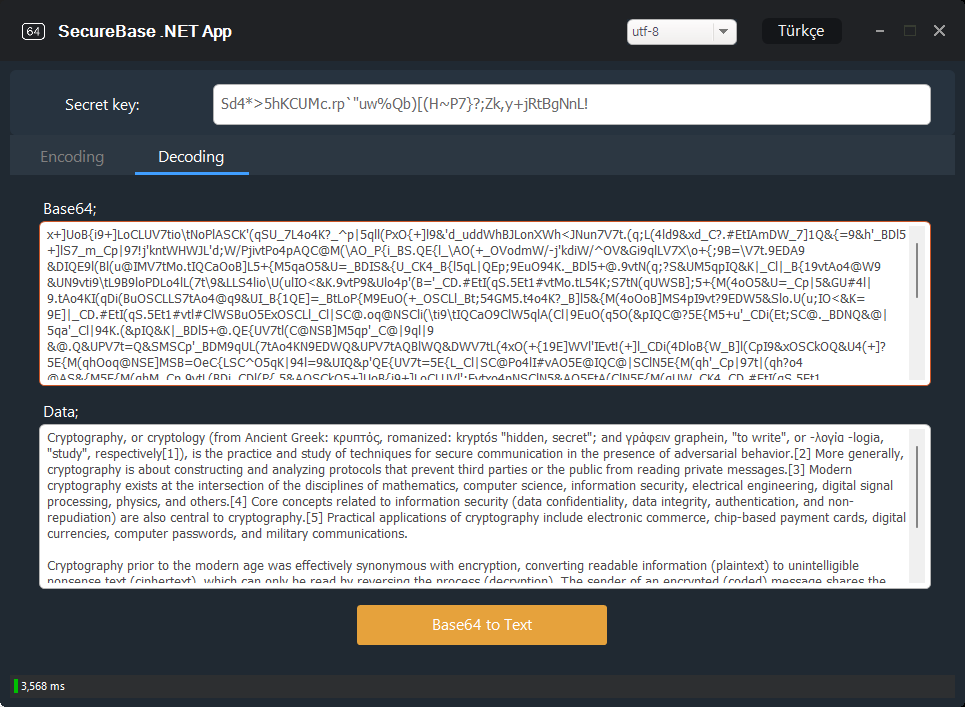 64 SecureBase .NET App
utf-8
Türkçe
Secret key:
Sd4*>5hKCUMc.rp`"uw%Qb)[(H~P7}?;Zk,y+jRtBgNnL!
Encoding
Decoding
Base64;
x+]UoB{i9+]LoCLUV7tio\tNoPlASCK'(qSU_7L4o4K?_^p|5qll(PxO{+]l9&'d_uddWhBJLonXWh<JNun7V7t.(q;L(4ld9&xd_C?.#EtIAmDW_7]1Q&{=9&h'_BDl5
+]lS7_m_Cp|97!j'kntWHWJL'd;W/PjivtPo4pAQC@M(\AO_P{i_BS.QE{l_\AO(+_OVodmW/-j'kdiW/^OV&Gi9qlLV7X\o+{;9B=\V7t.9EDA9
&DIQE9l(Bl(u@IMV7tMo.tIQCaOoB]L5+{M5qaO5&U=_BDIS&{U_CK4_B{l5qL|QEp;9EuO94K._BDl5+@.9vtN(q;?S&UM5qpIQ&K|_Cl|_B{19vtAo4@W9
&UN9vti9\tL9B9loPDLo4lL(7t\9&LLS4lio\U(ulIO<&K.9vtP9&Ulo4p'(B='_CD.#EtI(qS.5Et1#vtMo.tL54K;S7tN(qUWSB];5+{M(4oO5&U=_Cp|5&GU#4l|
9.tAo4KI(qDi(BuOSCLLS7tAo4@q9&UI_B{1QE]=_BtLoP{M9EuO(+_OSCLl_Bt;54GM5.t4o4K?_B]l5&{M(4oOoB]MS4pI9vt?9EDW5&Slo.U(u;IO<&K=
9E]|_CD.#EtI(qS.5Et1#vtl#ClWSBuO5ExOSCLl_Cl|SC@.oq@NSCli(\ti9\tIQCaO9ClW5qlA(Cl|9EuO(q5O(&pIQC@?5E{M5+u'_CDi(Et;SC@._BDNQ&@|
5qa'_Cl|94K.(&pIQ&K|_BDl5+@.QE{UV7tl(C@NSB]M5qp'_C@|9ql|9
&@.Q&UPV7t=Q&SMSCp'_BDM9qUL(7tAo4KN9EDWQ&UPV7tAQBlWQ&DWV7tL(4xO(+{19E]WVl'IEvt!(+]l_CDi(4DloB{W_B]l(CpI9&xOSCkOQ&U4(+]?
5E{M(qhOoq@NSE]MSB=OeC{LSC^O5qK|94l=9&UIQ&p'QE{UV7t=5E{L_Cl|SC@Po4lI#vAO5E@IQC@|SClN5E{M(qh'_Cp|97t|(qh?o4
Data;
Cryptography, or cryptology (from Ancient Greek: κρυπτός, romanized: kryptós "hidden, secret"; and γράφειν graphein, "to write", or -λογία -logia,
"study", respectively[1]), is the practice and study of techniques for secure communication in the presence of adversarial behavior.[2] More generally,
cryptography is about constructing and analyzing protocols that prevent third parties or the public from reading private messages.[3] Modern
cryptography exists at the intersection of the disciplines of mathematics, computer science, information security, electrical engineering, digital signal
processing, physics, and others.[4] Core concepts related to information security (data confidentiality, data integrity, authentication, and non-
repudiation) are also central to cryptography.[5] Practical applications of cryptography include electronic commerce, chip-based payment cards, digital
currencies, computer passwords, and military communications.
Cryptography prior to the modern age was effectively synonymous with encryption, converting readable information (plaintext) to unintelligible
nonsense text (ciphertext), which can only be read by reversing the process (decryption). The sender of an encrypted (coded) message shares the
Base64 to Text
3,568 ms